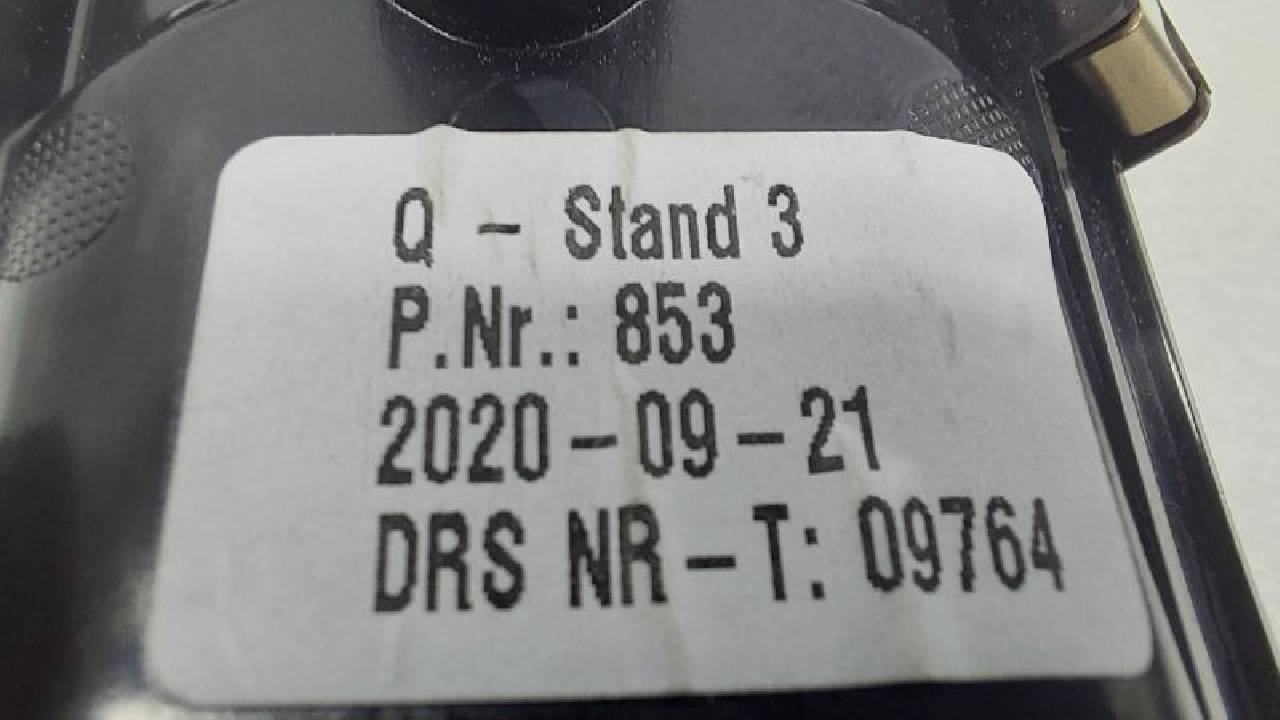 Q - Stand 3
P.Nr.: 853
2020-09-21
DRS NR-T: 09764